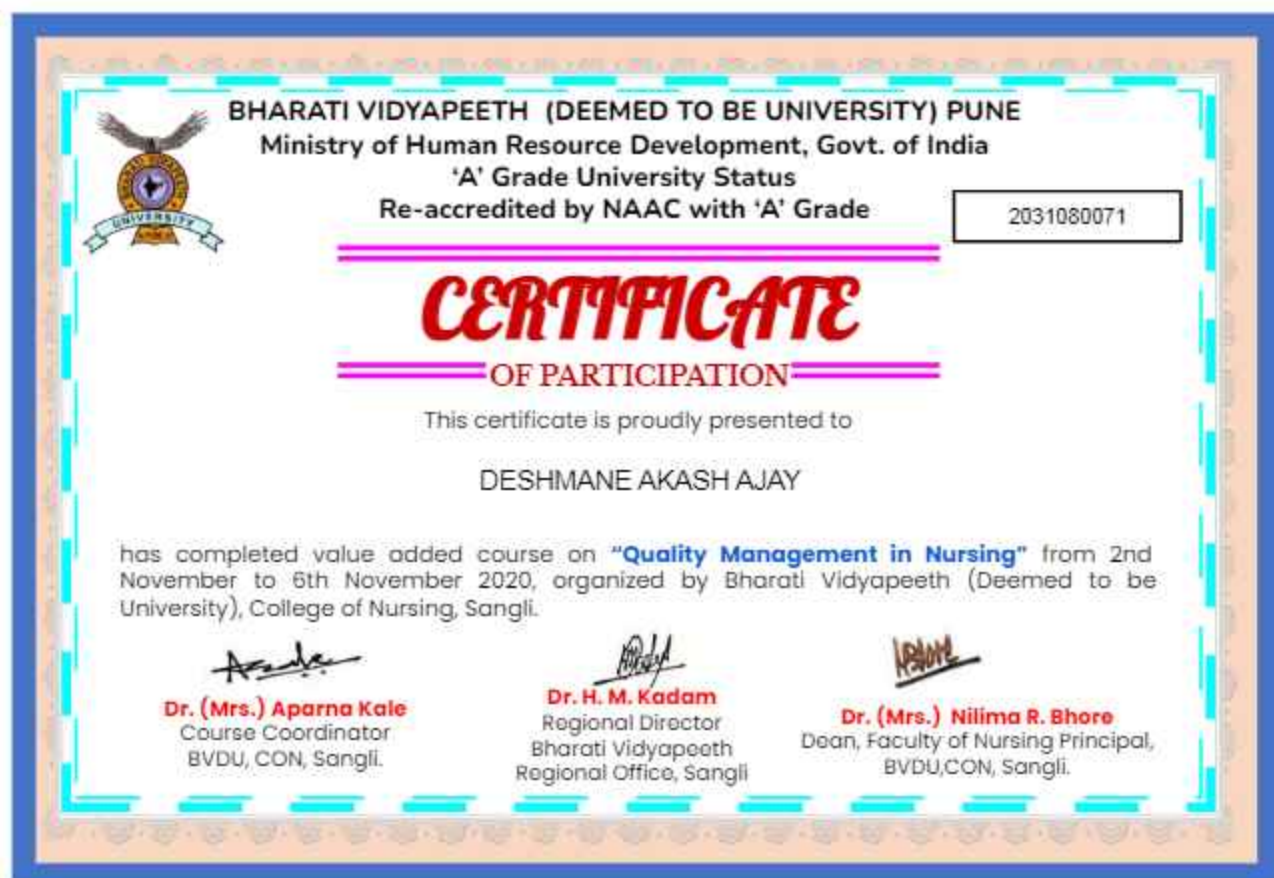 BHARATI VIDYAPEETH (DEEMED TO BE UNIVERSITY) PUNE
Ministry of Human Resource Development, Govt. of India
‘A’ Grade University Status
Re-accredited by NAAC with ‘A’ Grade
2031080071
BHARATI VIDYAPEETH
UNIVERSITY
CERTIFICATE
OF PARTICIPATION
This certificate is proudly presented to
DESHMANE AKASH AJAY
has completed value added course on “Quality Management in Nursing” from 2nd
November to 6th November 2020, organized by Bharati Vidyapeeth (Deemed to be
University), College of Nursing, Sangli.
Dr. (Mrs.) Aparna Kale
Course Coordinator
BVDU, CON, Sangli.
Dr. H. M. Kadam
Regional Director
Bharati Vidyapeeth
Regional Office, Sangli
Dr. (Mrs.) Nilima R. Bhore
Dean, Faculty of Nursing Principal,
BVDU,CON, Sangli.